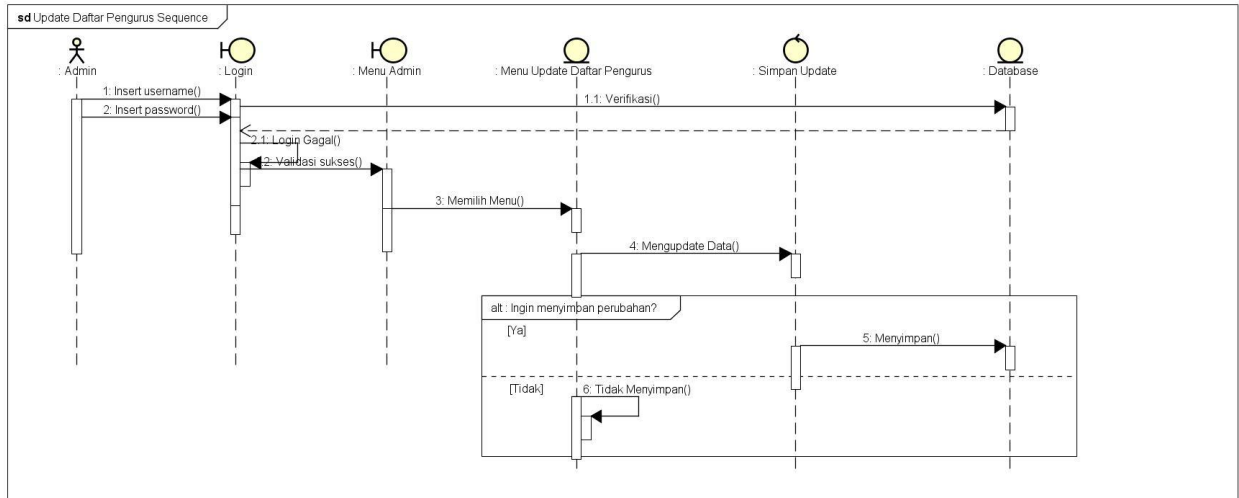 sd Update Daftar Pengurus Sequence
: Admin
: Login
: Menu Admin
: Menu Update Daftar Pengurus
: Simpan Update
: Database
1: Insert username()
1.1: Verifikasi()
2: Insert password()
2.1: Login Gagal()
2.2: Validasi sukses()
3: Memilih Menu()
4: Mengupdate Data()
alt : Ingin menyimpan perubahan?
[Ya]
5: Menyimpan()
[Tidak]
6: Tidak Menyimpan()